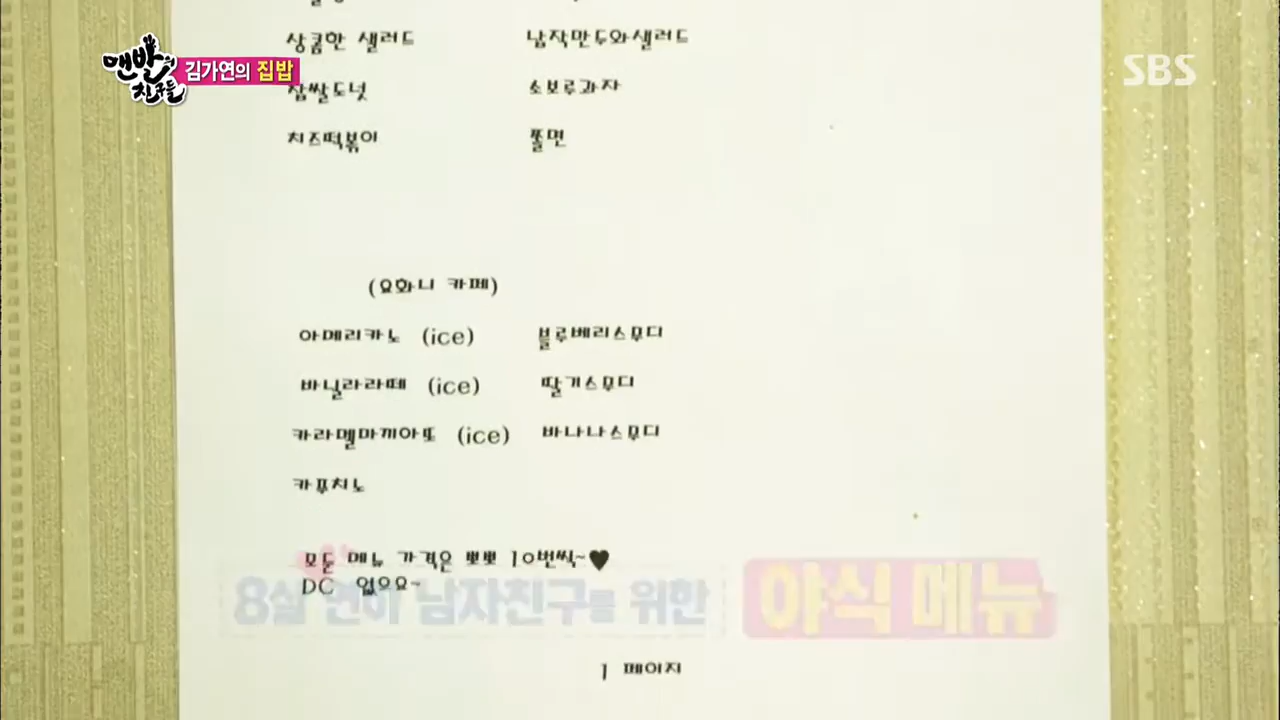 맨발의 친구들
김가연의 집밥
SBS
상큼한 샐러드 납작만두와샐러드
찹쌀도넛 소보루과자
치즈떡볶이 쫄면
(요화니 카페)
아메리카노 (ice) 블루베리스무디
바닐라라떼 (ice) 딸기스무디
카라멜마끼아또 (ice) 바나나스무디
카푸치노
모든 메뉴 가격은 뽀뽀 10번씩~♥
DC 없으요~
8살 연하 남자친구를 위한 야식 메뉴
1 페이지